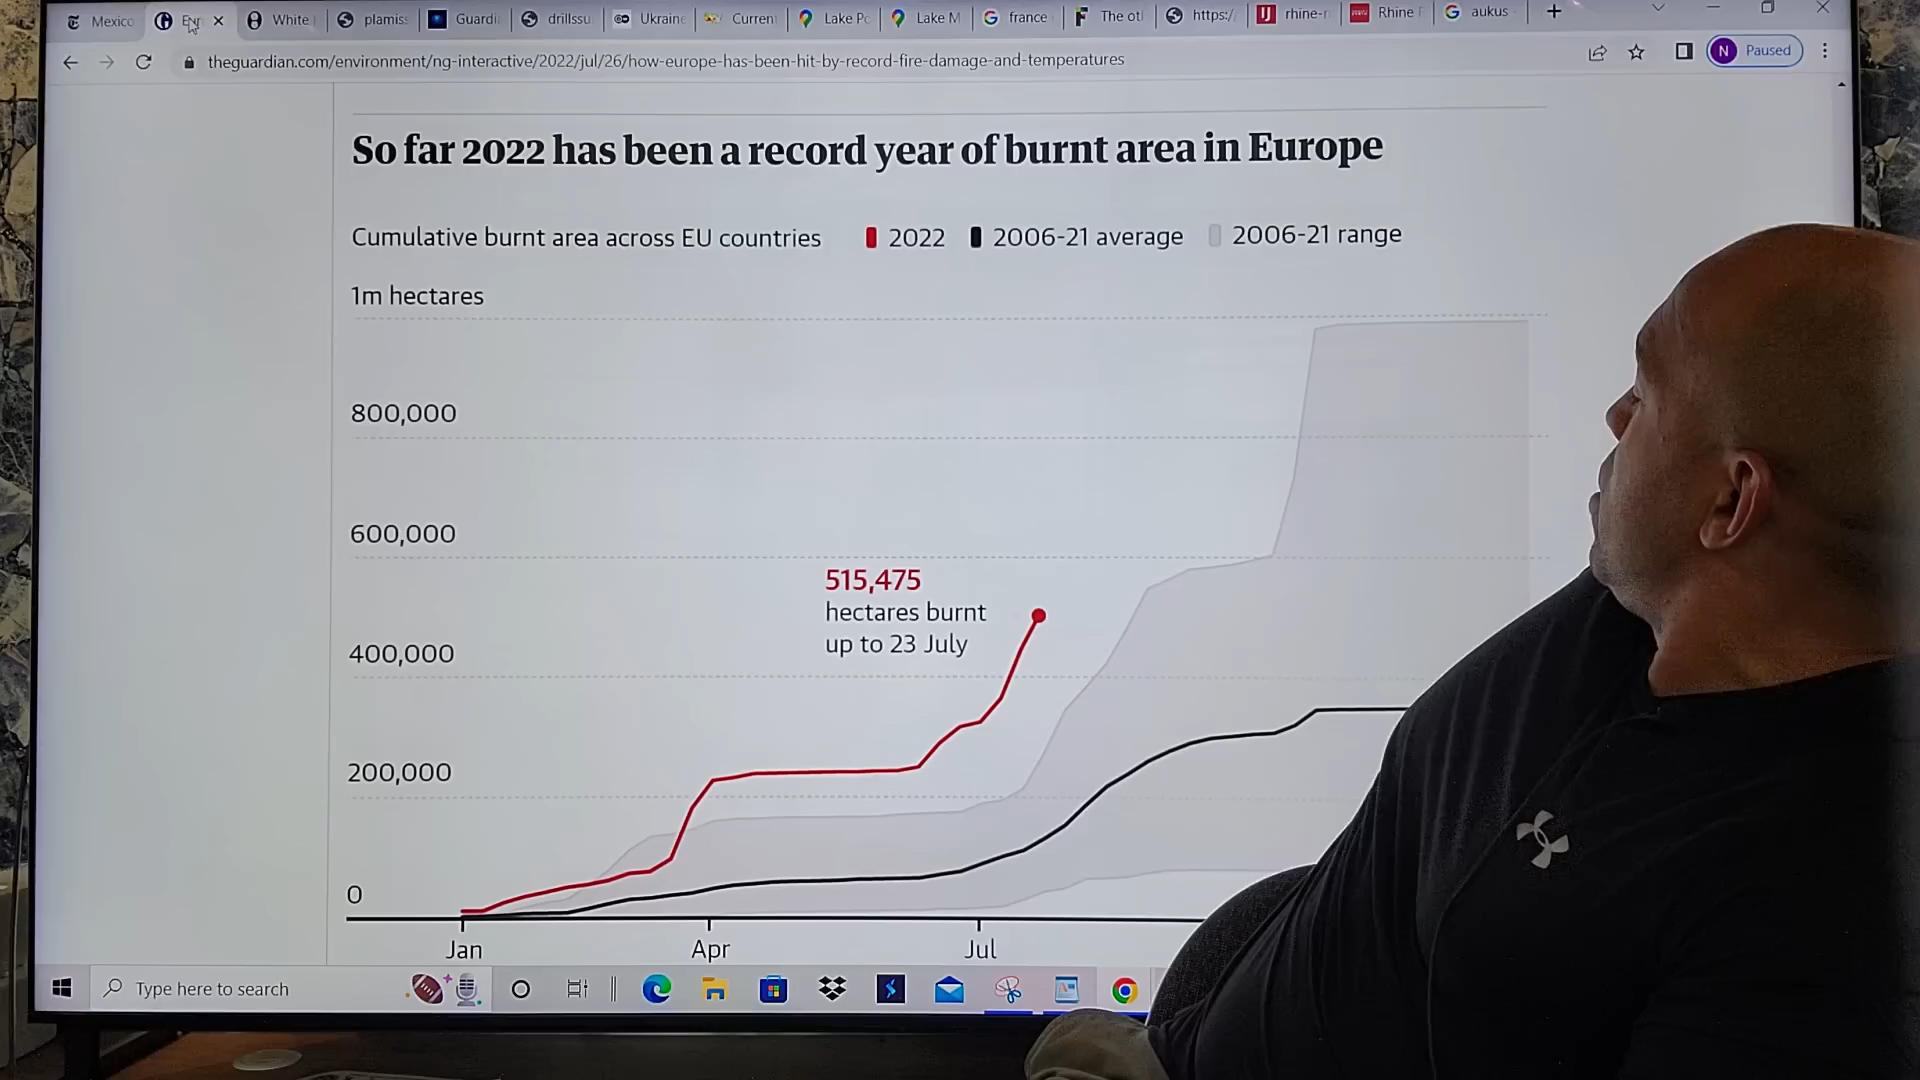 Mexico
White
plamiss
Guardi
drillssu
Ukraine
Current
Lake Po
Lake M
france
The oth
https:/
rhine-r
Rhine F
aukus
theguardian.com/environment/ng-interactive/2022/jul/26/how-europe-has-been-hit-by-record-fire-damage-and-temperatures
N Paused
So far 2022 has been a record year of burnt area in Europe
Cumulative burnt area across EU countries 2022 2006-21 average 2006-21 range
1m hectares
800,000
600,000
515,475
hectares burnt
up to 23 July
400,000
200,000
0
Jan Apr Jul
Type here to search